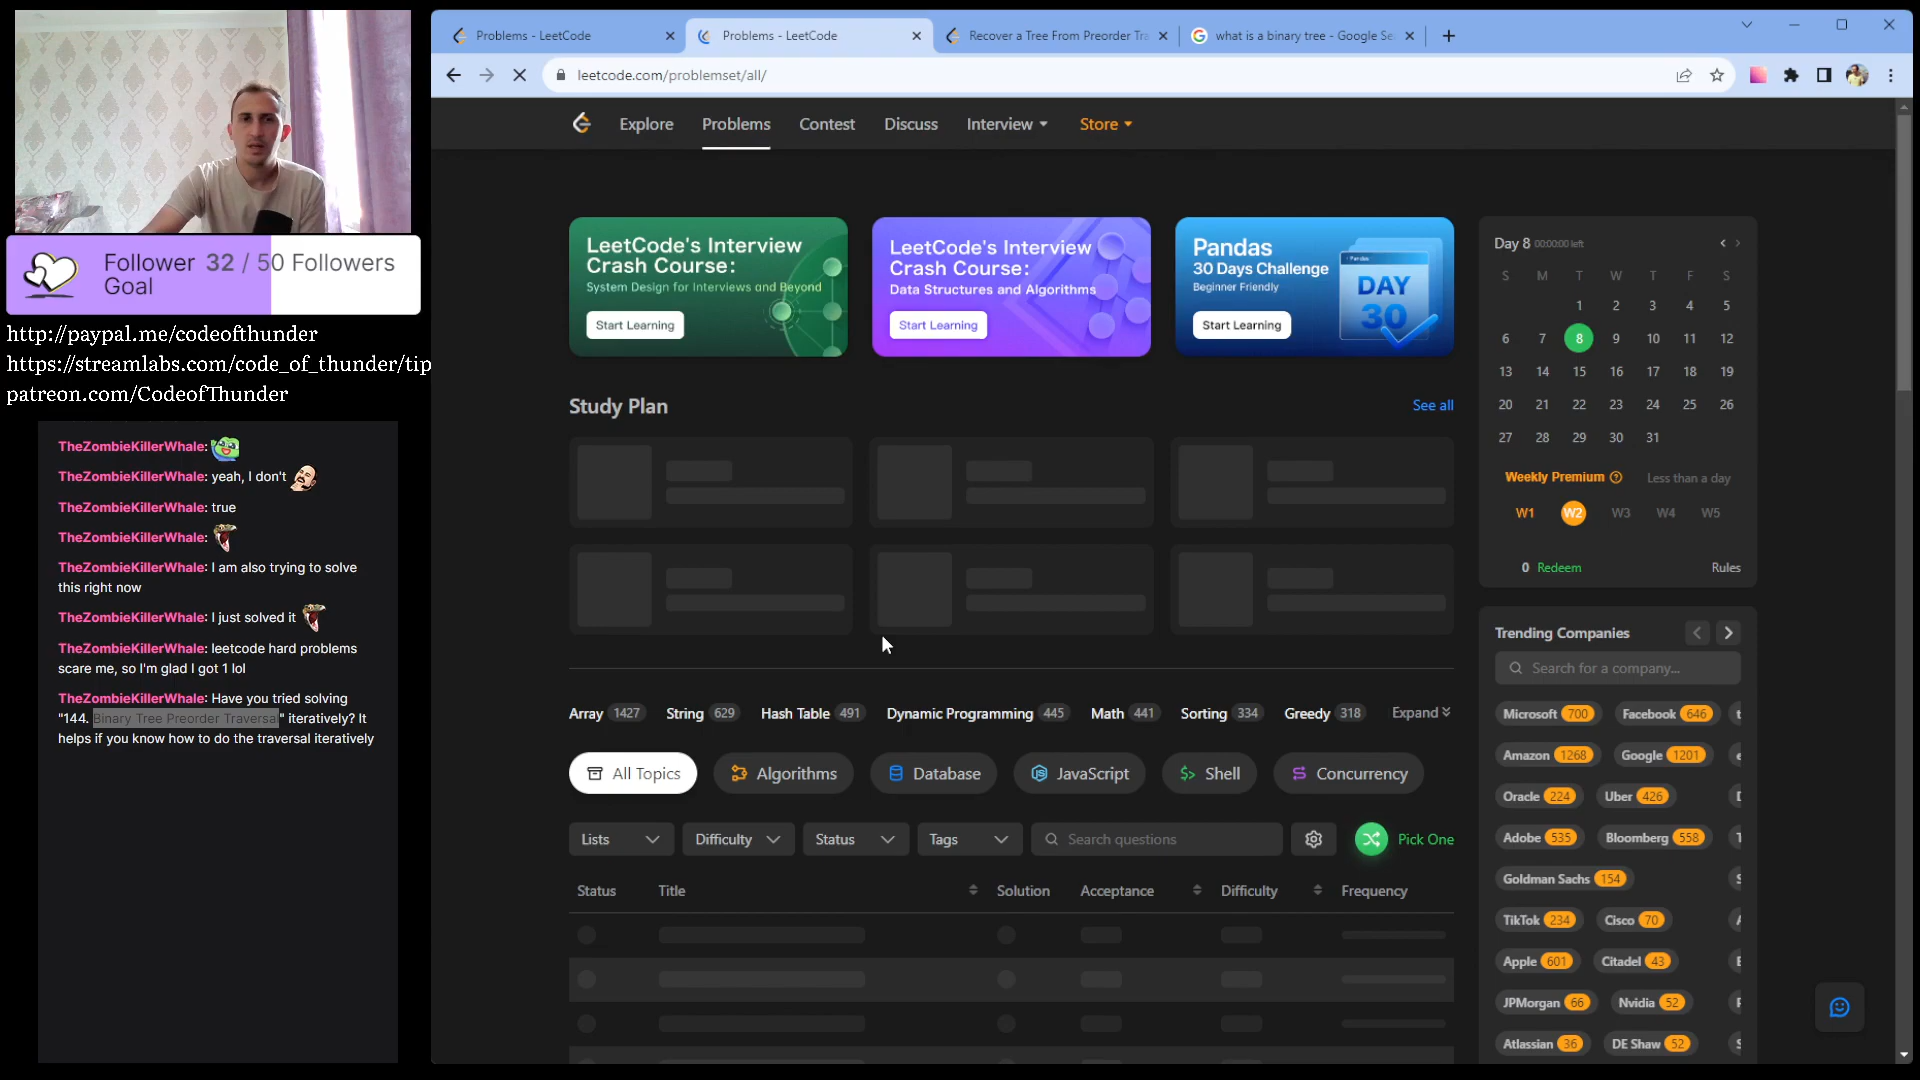 Problems - LeetCode
Problems - LeetCode
Recover a Tree From Preorder Tra
what is a binary tree - Google Se
leetcode.com/problemset/all/
Follower 32 / 50 Followers
Goal
http://paypal.me/codeofthunder
https://streamlabs.com/code_of_thunder/tip
patreon.com/CodeofThunder
TheZombieKillerWhale:
TheZombieKillerWhale: yeah, I don't
TheZombieKillerWhale: true
TheZombieKillerWhale:
TheZombieKillerWhale: I am also trying to solve
this right now
TheZombieKillerWhale: I just solved it
TheZombieKillerWhale: leetcode hard problems
scare me, so I'm glad I got 1 lol
TheZombieKillerWhale: Have you tried solving
"144. Binary Tree Preorder Traversal" iteratively? It
helps if you know how to do the traversal iteratively
Explore Problems Contest Discuss Interview Store
LeetCode's Interview
Crash Course:
System Design for Interviews and Beyond
Start Learning
LeetCode's Interview
Crash Course:
Data Structures and Algorithms
Start Learning
Pandas
30 Days Challenge
Beginner Friendly
Start Learning
DAY
30
Study Plan
See all
Array 1427 String 629 Hash Table 491 Dynamic Programming 445 Math 441 Sorting 334 Greedy 318 Expand
All Topics Algorithms Database JavaScript Shell Concurrency
Lists Difficulty Status Tags Search questions Pick One
Status Title Solution Acceptance Difficulty Frequency
Day 8 00:00:00 left
S M T W T F S
1 2 3 4 5
6 7 8 9 10 11 12
13 14 15 16 17 18 19
20 21 22 23 24 25 26
27 28 29 30 31
Weekly Premium Less than a day
W1 W2 W3 W4 W5
0 Redeem Rules
Trending Companies
Search for a company...
Microsoft 700 Facebook 646
Amazon 1268 Google 1201
Oracle 224 Uber 426
Adobe 535 Bloomberg 558
Goldman Sachs 154
TikTok 234 Cisco 70
Apple 601 Citadel 43
JPMorgan 66 Nvidia 52
Atlassian 36 DE Shaw 52